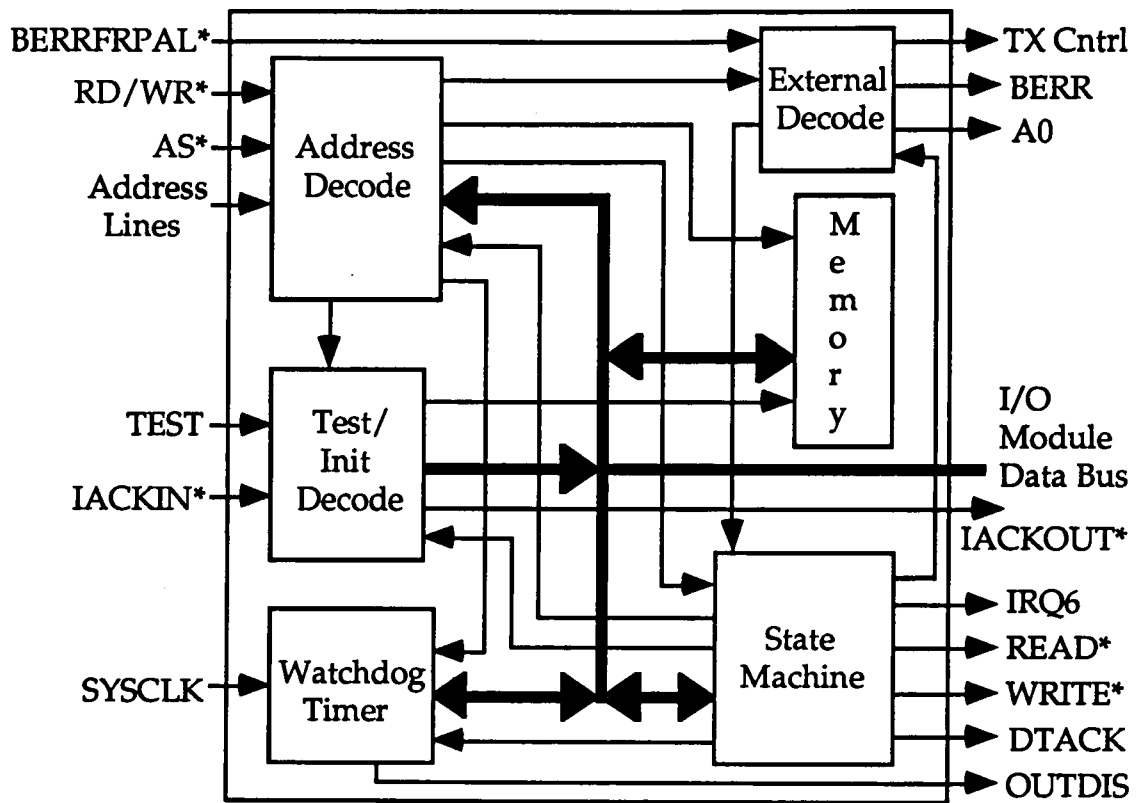 BERRFRPAL*
RD/WR*
AS*
Address
Lines
TEST
IACKIN*
SYSCLK
Address
Decode
Test/
Init
Decode
Watchdog
Timer
External
Decode
Memory
State
Machine
TX Cntrl
BERR
A0
I/O
Module
Data Bus
IACKOUT*
IRQ6
READ*
WRITE*
DTACK
OUTDIS